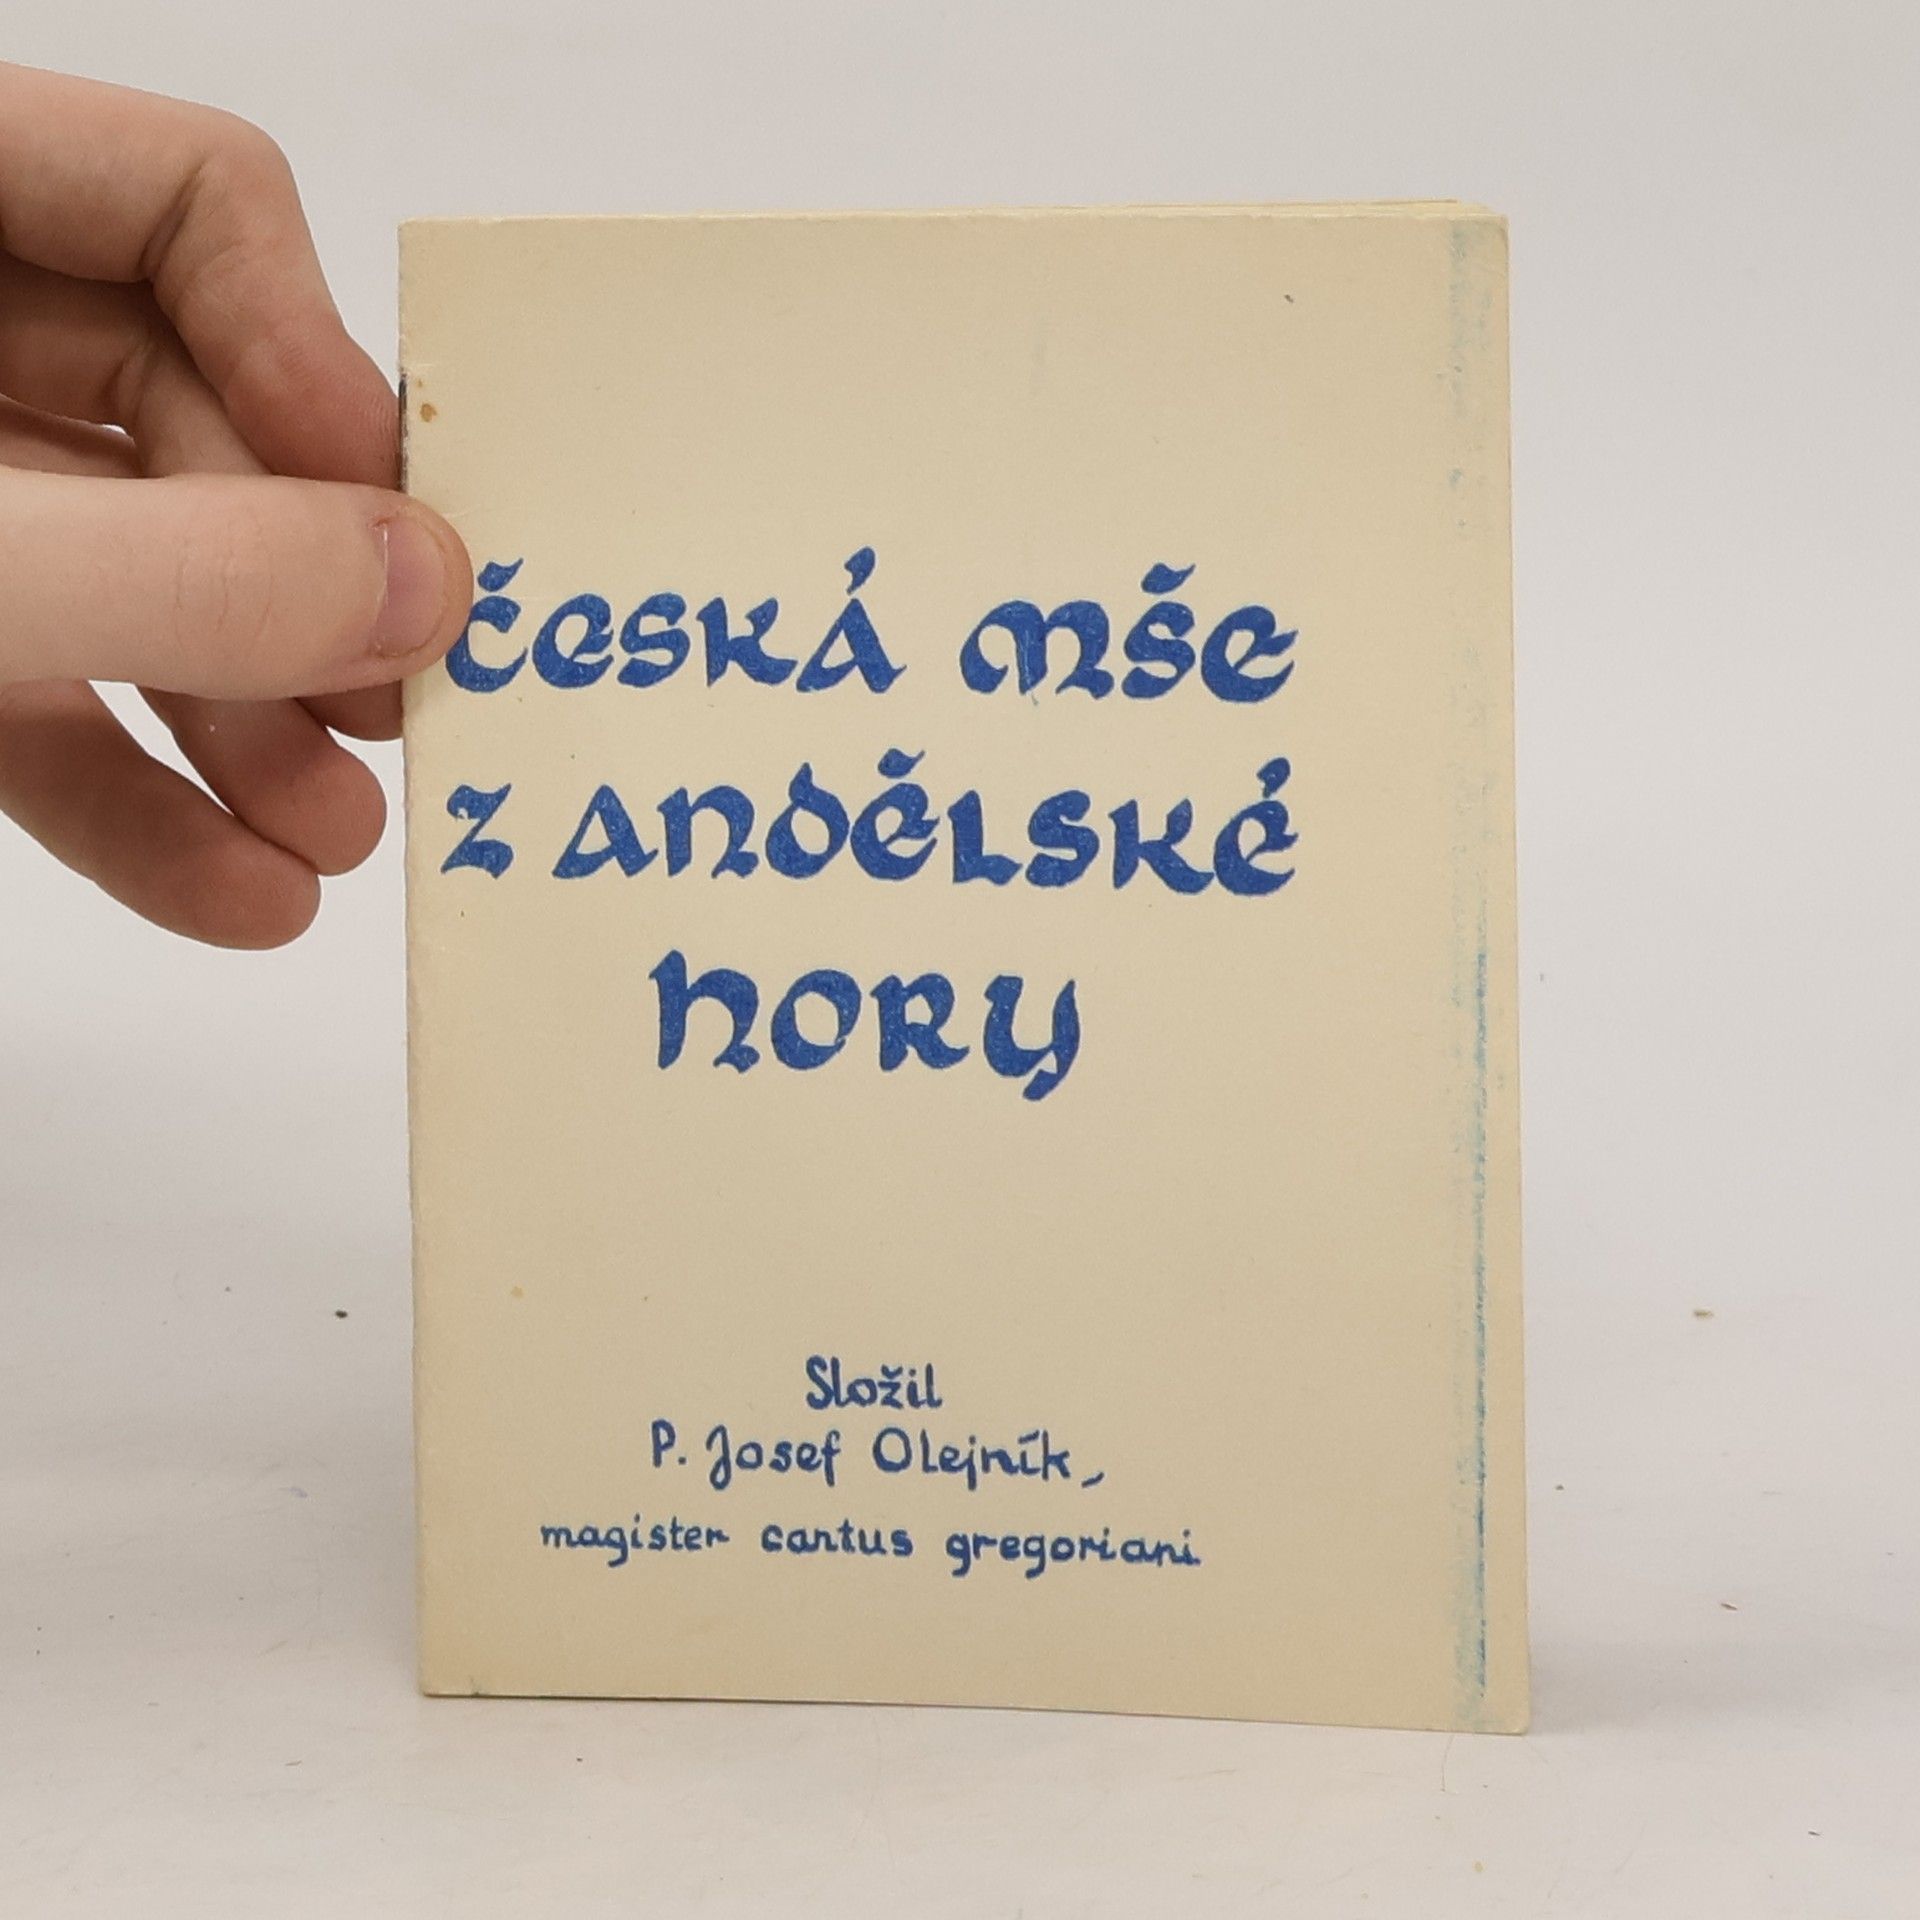 Česká mše
z andělské
hory
Složil
P. Josef Olejník,
magister cantus gregoriani